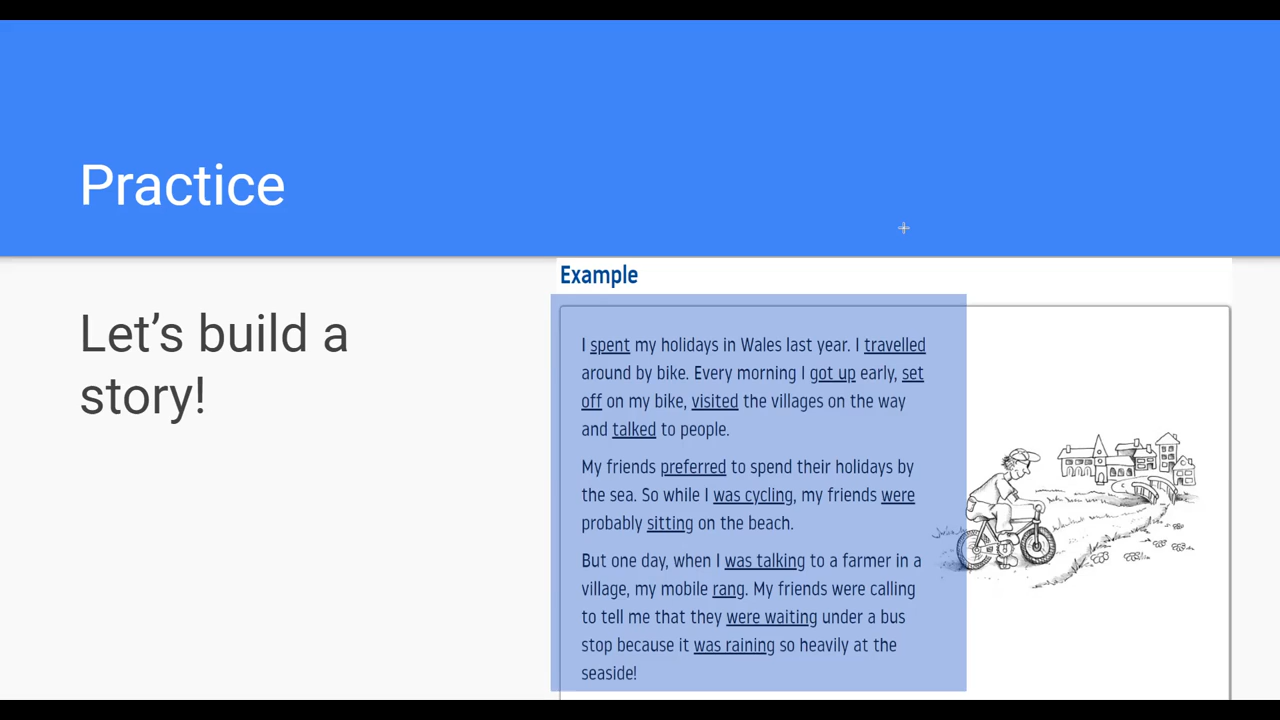 Practice
Let’s build a
story!
Example
I spent my holidays in Wales last year. I travelled
around by bike. Every morning I got up early, set
off on my bike, visited the villages on the way
and talked to people.
My friends preferred to spend their holidays by
the sea. So while I was cycling, my friends were
probably sitting on the beach.
But one day, when I was talking to a farmer in a
village, my mobile rang. My friends were calling
to tell me that they were waiting under a bus
stop because it was raining so heavily at the
seaside!